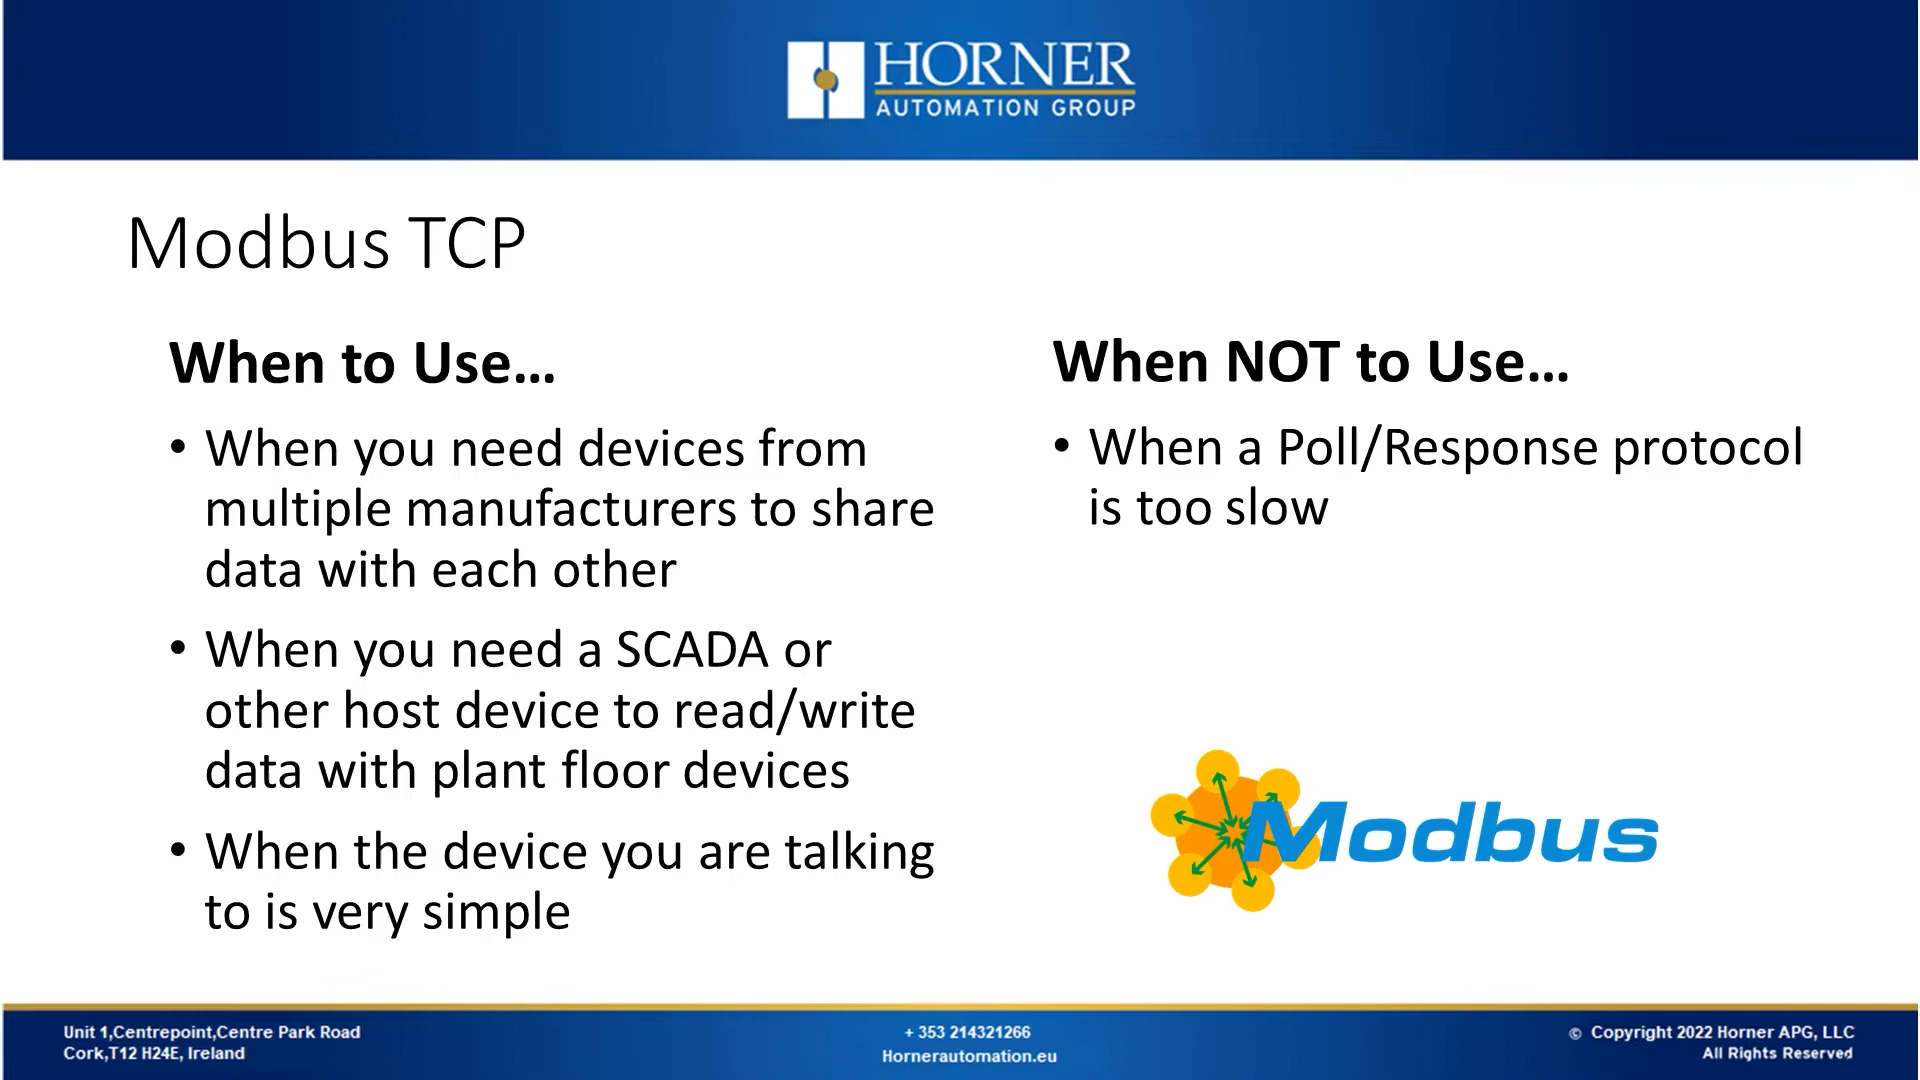 HORNER
AUTOMATION GROUP
Modbus TCP
When to Use…
• When you need devices from
multiple manufacturers to share
data with each other
• When you need a SCADA or
other host device to read/write
data with plant floor devices
• When the device you are talking
to is very simple
When NOT to Use…
• When a Poll/Response protocol
is too slow
Modbus
Unit 1,Centrepoint,Centre Park Road
Cork,T12 H24E, Ireland
+ 353 214321266
Hornerautomation.eu
© Copyright 2022 Horner APG, LLC
All Rights Reserved